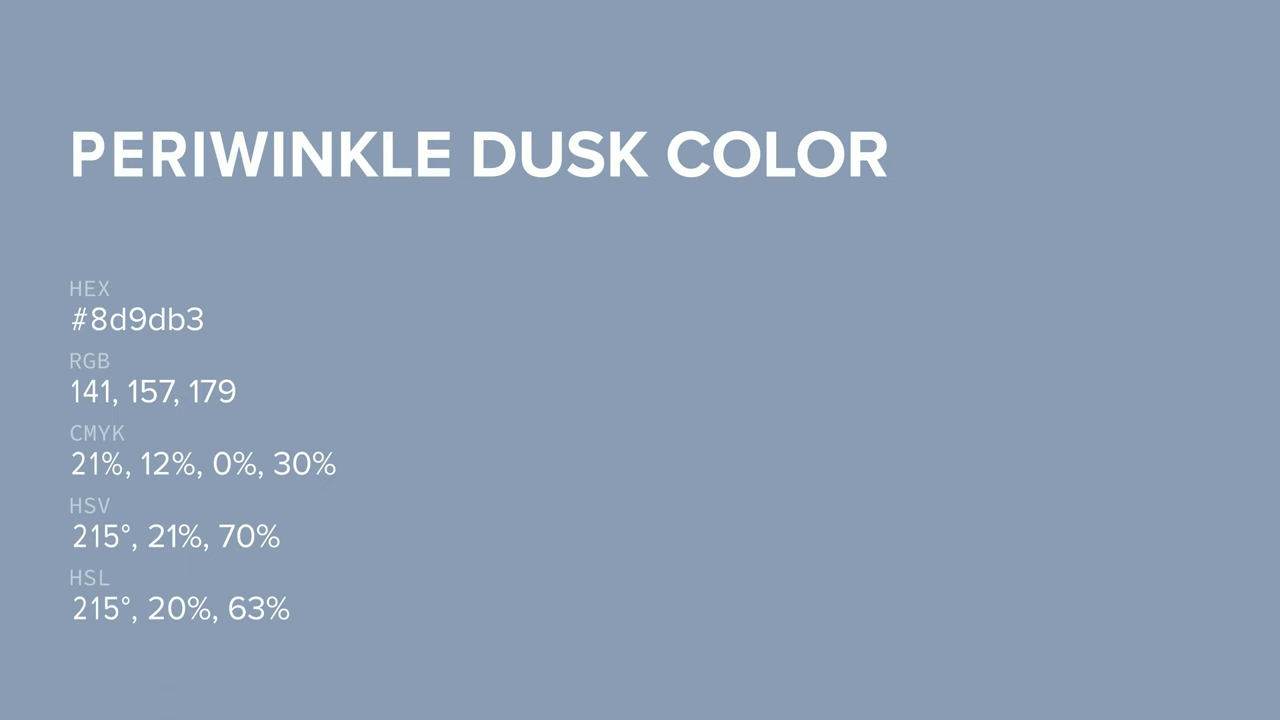 PERIWINKLE DUSK COLOR
HEX
#8d9db3
RGB
141, 157, 179
CMYK
21%, 12%, 0%, 30%
HSV
215°, 21%, 70%
HSL
215°, 20%, 63%